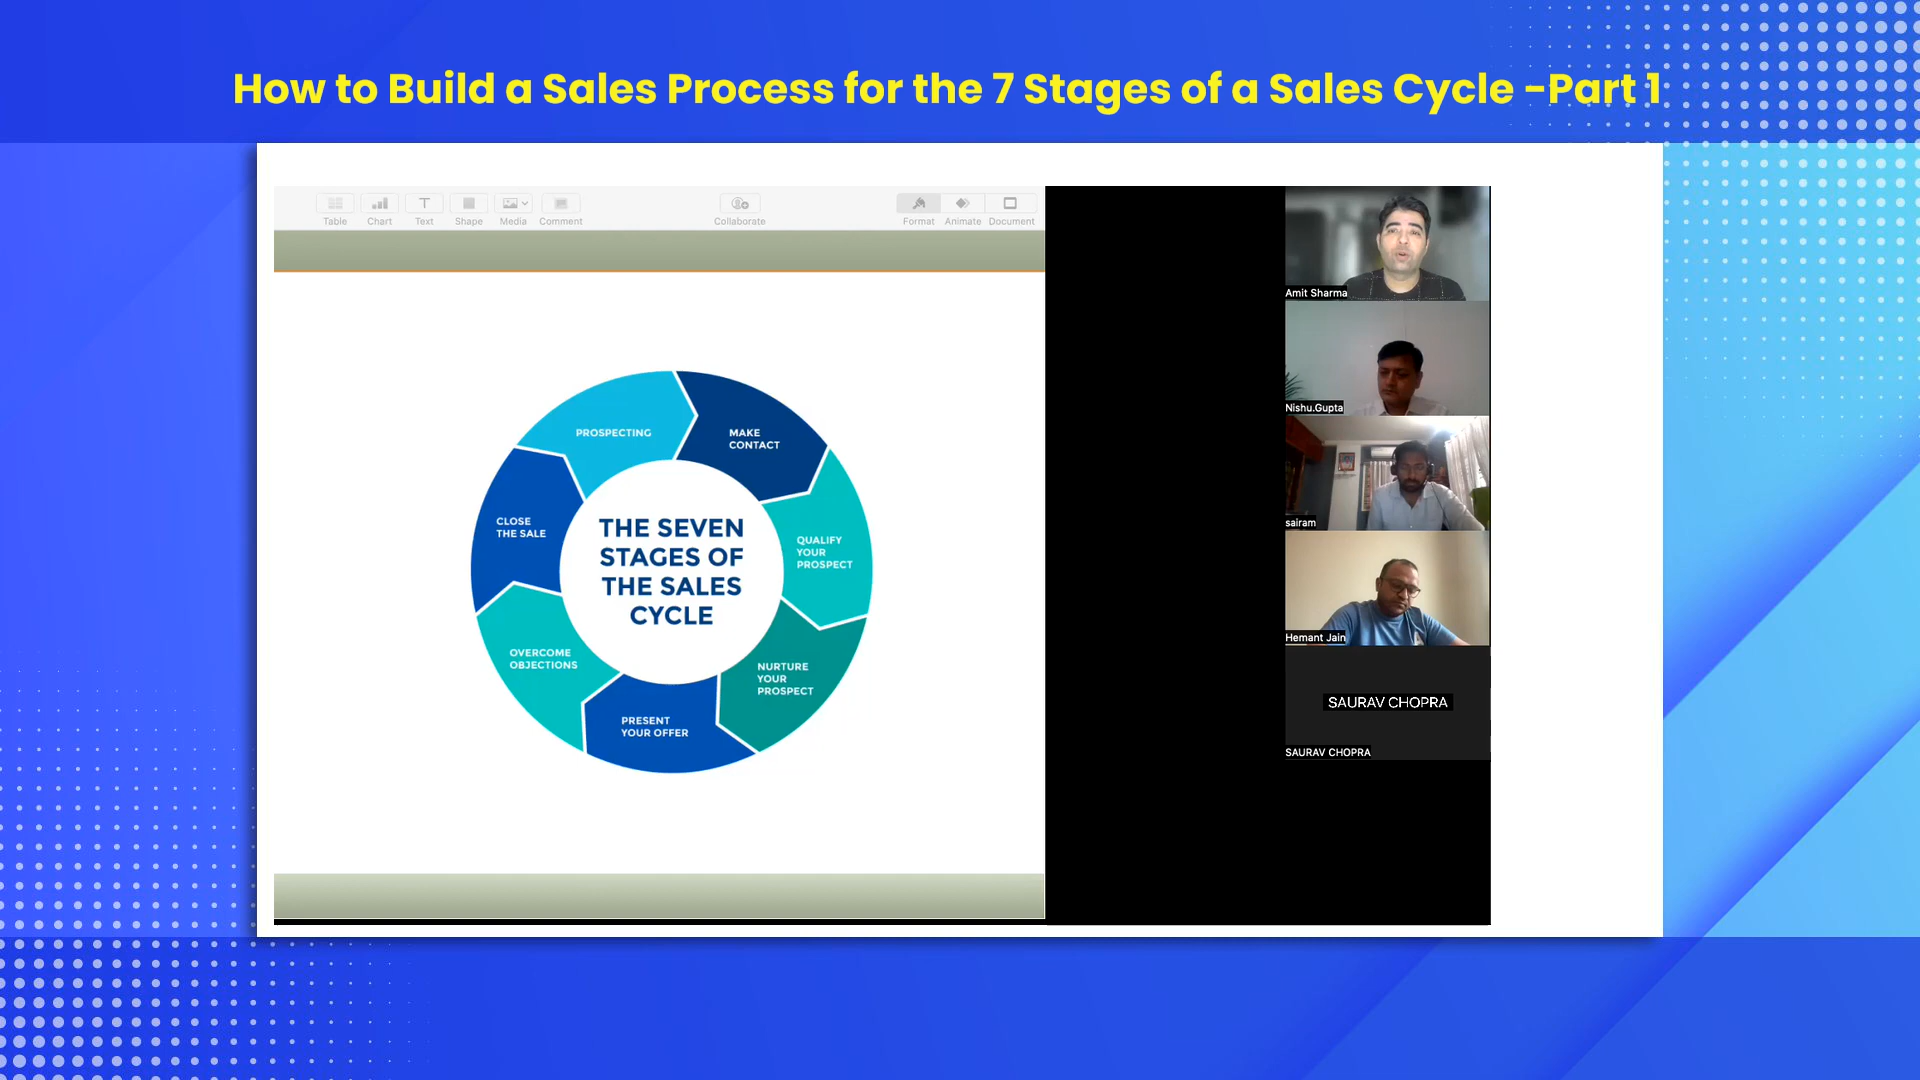 How to Build a Sales Process for the 7 Stages of a Sales Cycle -Part 1
Table
Chart
Text
Shape
Media
Comment
Collaborate
Format
Animate
Document
PROSPECTING
MAKE
CONTACT
QUALIFY
YOUR
PROSPECT
NURTURE
YOUR
PROSPECT
PRESENT
YOUR OFFER
OVERCOME
OBJECTIONS
CLOSE
THE SALE
THE SEVEN
STAGES OF
THE SALES
CYCLE
Amit Sharma
Nishu.Gupta
sairam
Hemant Jain
SAURAV CHOPRA
SAURAV CHOPRA